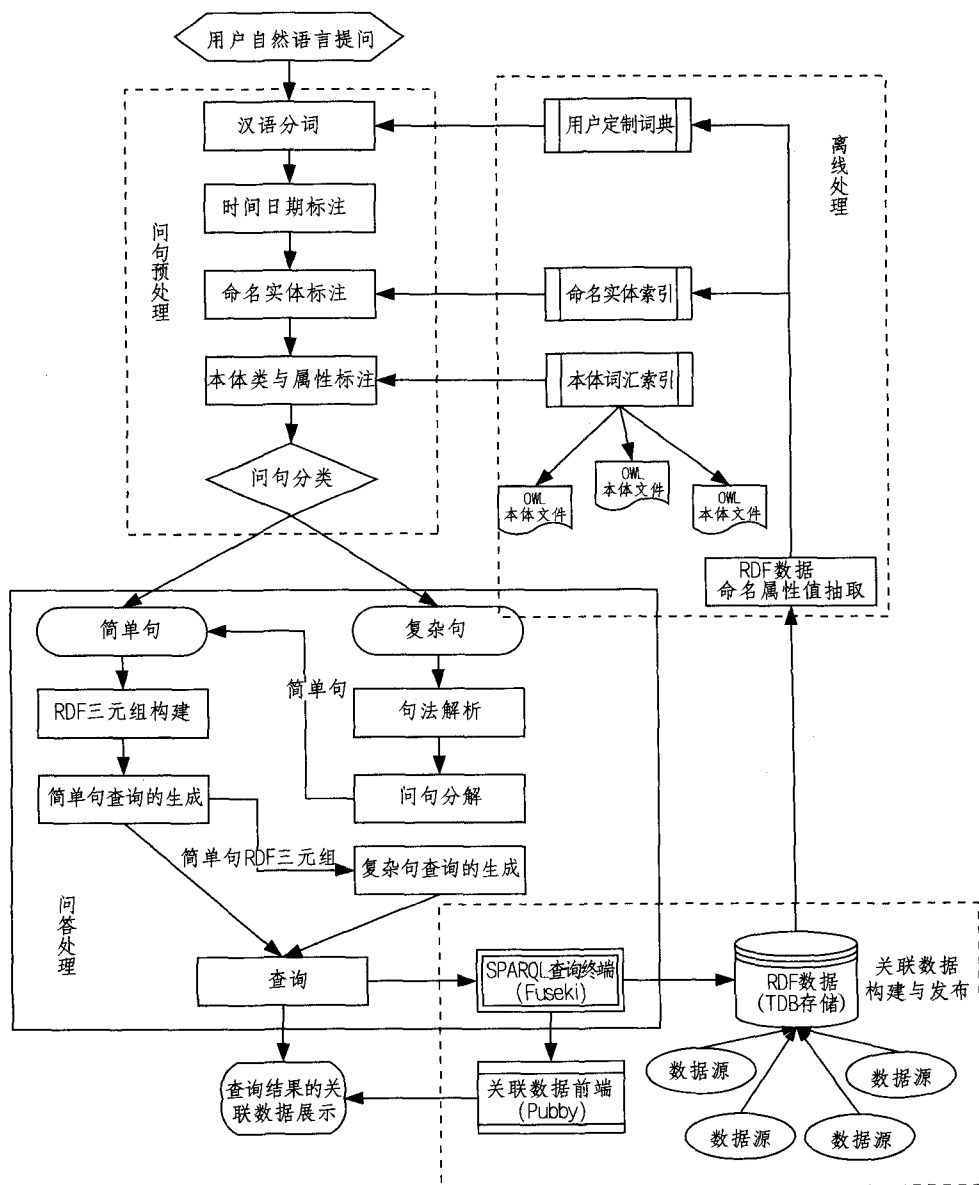 用户自然语言提问
汉语分词
用户定制词典
离线处理
时间日期标注
问句预处理
命名实体标注
命名实体索引
本体类与属性标注
本体词汇索引
问句分类
OWL
本体文件
OWL
本体文件
OWL
本体文件
RDF数据
命名属性值抽取
简单句
复杂句
简单句
RDF三元组构建
句法解析
简单句查询的生成
问句分解
简单句RDF三元组
复杂句查询的生成
问答处理
查询
SPARQL查询终端
(Fuseki)
RDF数据
(TDB存储)
关联数据
构建与发布
查询结果的关
联数据展示
关联数据前端
(Pubby)
数据源
数据源
数据源
数据源